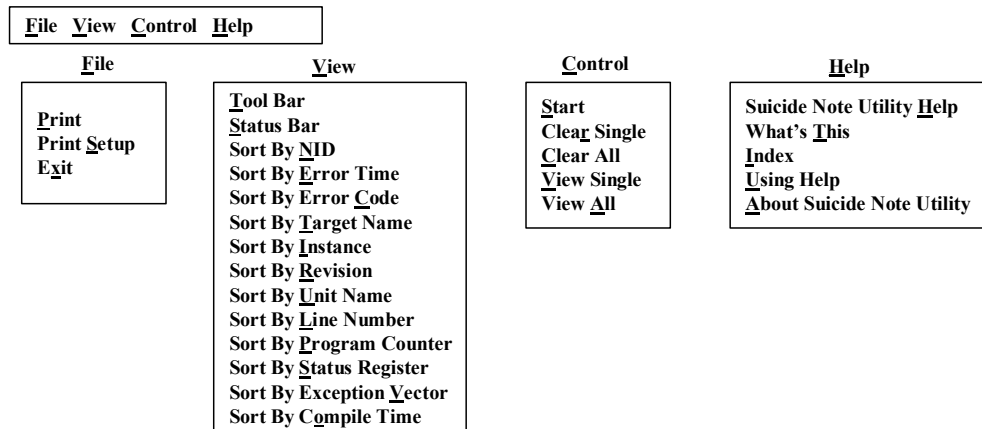 File View Control Help
File
Print
Print Setup
Exit
View
Tool Bar
Status Bar
Sort By NID
Sort By Error Time
Sort By Error Code
Sort By Target Name
Sort By Instance
Sort By Revision
Sort By Unit Name
Sort By Line Number
Sort By Program Counter
Sort By Status Register
Sort By Exception Vector
Sort By Compile Time
Control
Start
Clear Single
Clear All
View Single
View All
Help
Suicide Note Utility Help
What's This
Index
Using Help
About Suicide Note Utility